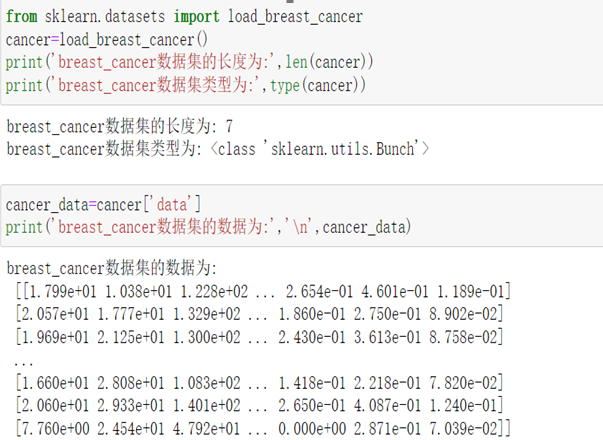 from sklearn.datasets import load_breast_cancer
cancer=load_breast_cancer()
print('breast_cancer数据集的长度为:',len(cancer))
print('breast_cancer数据集类型为:',type(cancer))
breast_cancer数据集的长度为: 7
breast_cancer数据集类型为: <class 'sklearn.utils.Bunch'>
cancer_data=cancer['data']
print('breast_cancer数据集的数据为:','\n',cancer_data)
breast_cancer数据集的数据为:
[[1.799e+01 1.038e+01 1.228e+02 ... 2.654e-01 4.601e-01 1.189e-01]
[2.057e+01 1.777e+01 1.329e+02 ... 1.860e-01 2.750e-01 8.902e-02]
[1.969e+01 2.125e+01 1.300e+02 ... 2.430e-01 3.613e-01 8.758e-02]
...
[1.660e+01 2.808e+01 1.083e+02 ... 1.418e-01 2.218e-01 7.820e-02]
[2.060e+01 2.933e+01 1.401e+02 ... 2.650e-01 4.087e-01 1.240e-01]
[7.760e+00 2.454e+01 4.792e+01 ... 0.000e+00 2.871e-01 7.039e-02]]